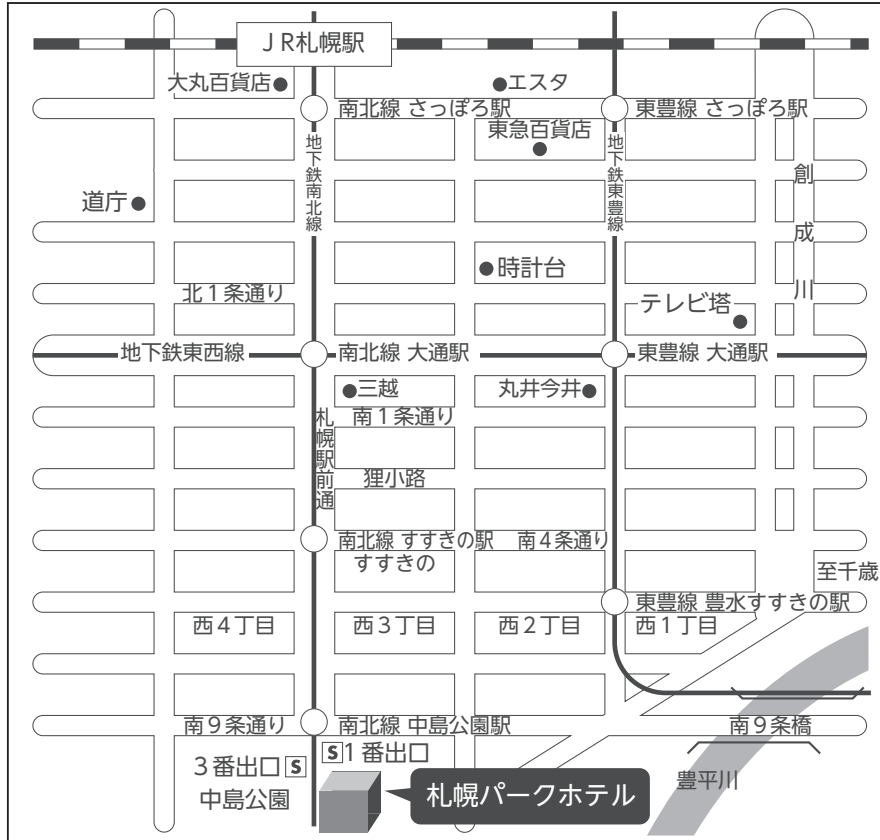 JR札幌駅
大丸百貨店
エスタ
南北線 さっぽろ駅
東豊線 さっぽろ駅
東急百貨店
地下鉄南北線
地下鉄東豊線
創成川
道庁
時計台
北1条通り
テレビ塔
地下鉄東西線
南北線 大通駅
東豊線 大通駅
三越
丸井今井
札幌駅前通
南1条通り
狸小路
南北線 すすきの駅
南4条通り
すすきの
至千歳
東豊線 豊水すすきの駅
西4丁目
西3丁目
西2丁目
西1丁目
南9条通り
南北線 中島公園駅
南9条橋
S1番出口
3番出口S
中島公園
札幌パークホテル
豊平川